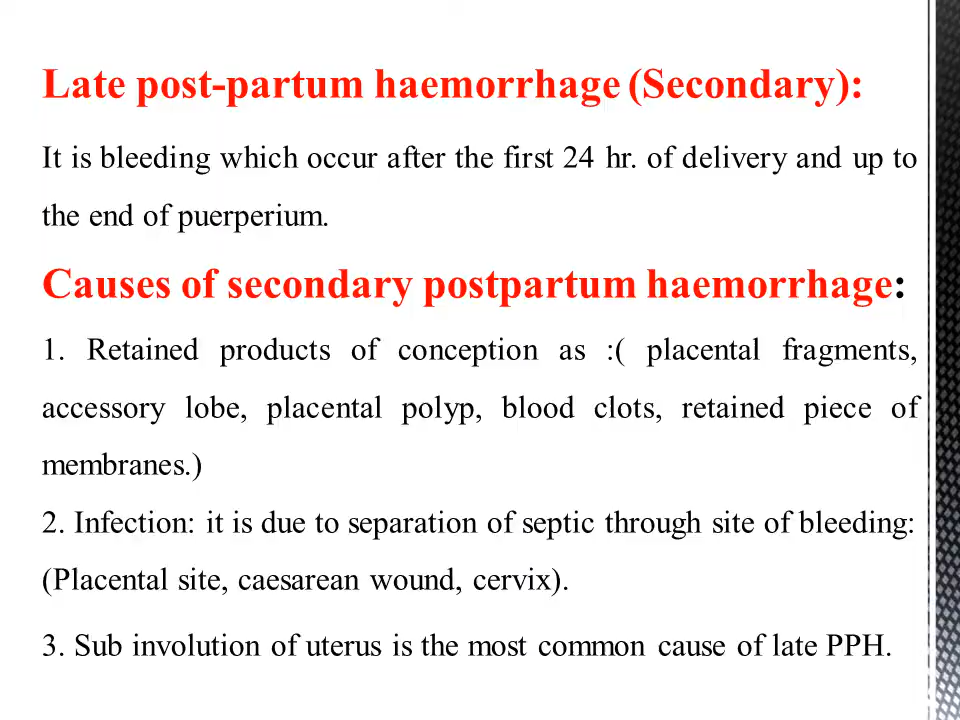 Late post-partum haemorrhage (Secondary):
It is bleeding which occur after the first 24 hr. of delivery and up to
the end of puerperium.
Causes of secondary postpartum haemorrhage:
1. Retained products of conception as :( placental fragments,
accessory lobe, placental polyp, blood clots, retained piece of
membranes.)
2. Infection: it is due to separation of septic through site of bleeding:
(Placental site, caesarean wound, cervix).
3. Sub involution of uterus is the most common cause of late PPH.